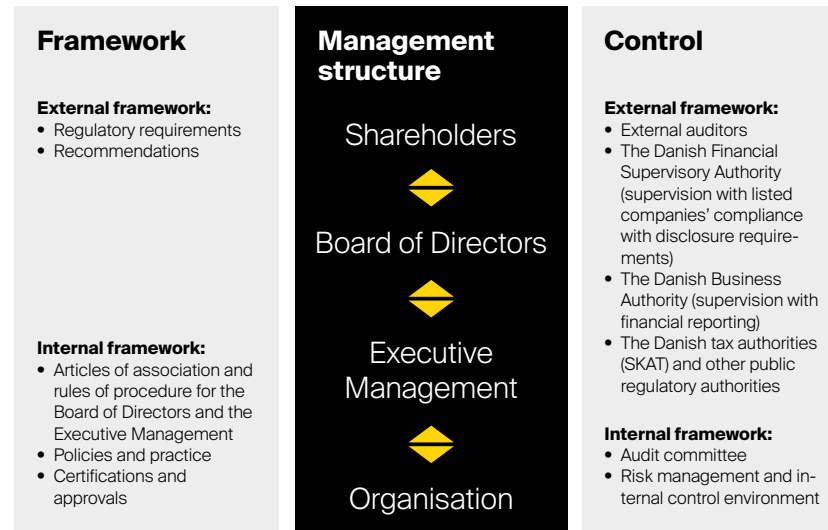 Framework
External framework:
• Regulatory requirements
• Recommendations
Internal framework:
• Articles of association and
rules of procedure for the
Board of Directors and the
Executive Management
• Policies and practice
• Certifications and
approvals
Management
structure
Shareholders
Board of Directors
Executive
Management
Organisation
Control
External framework:
• External auditors
• The Danish Financial
Supervisory Authority
(supervision with listed
companies’ compliance
with disclosure require-
ments)
• The Danish Business
Authority (supervision with
financial reporting)
• The Danish tax authorities
(SKAT) and other public
regulatory authorities
Internal framework:
• Audit committee
• Risk management and in-
ternal control environment